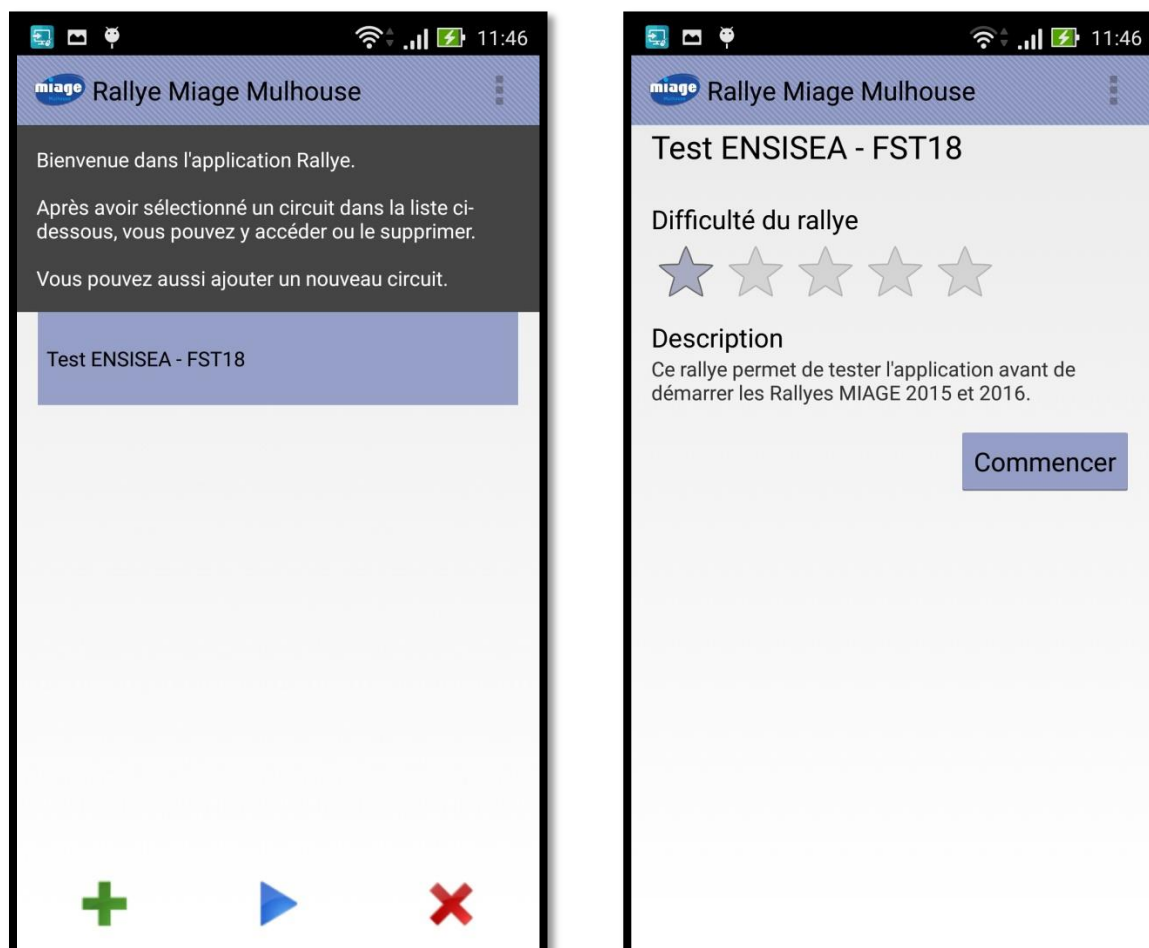 11:46
miage Rallye Miage Mulhouse
Bienvenue dans l'application Rallye.
Après avoir sélectionné un circuit dans la liste ci-
dessous, vous pouvez y accéder ou le supprimer.
Vous pouvez aussi ajouter un nouveau circuit.
Test ENSISEA - FST18
11:46
miage Rallye Miage Mulhouse
Test ENSISEA - FST18
Difficulté du rallye
Description
Ce rallye permet de tester l'application avant de
démarrer les Rallyes MIAGE 2015 et 2016.
Commencer